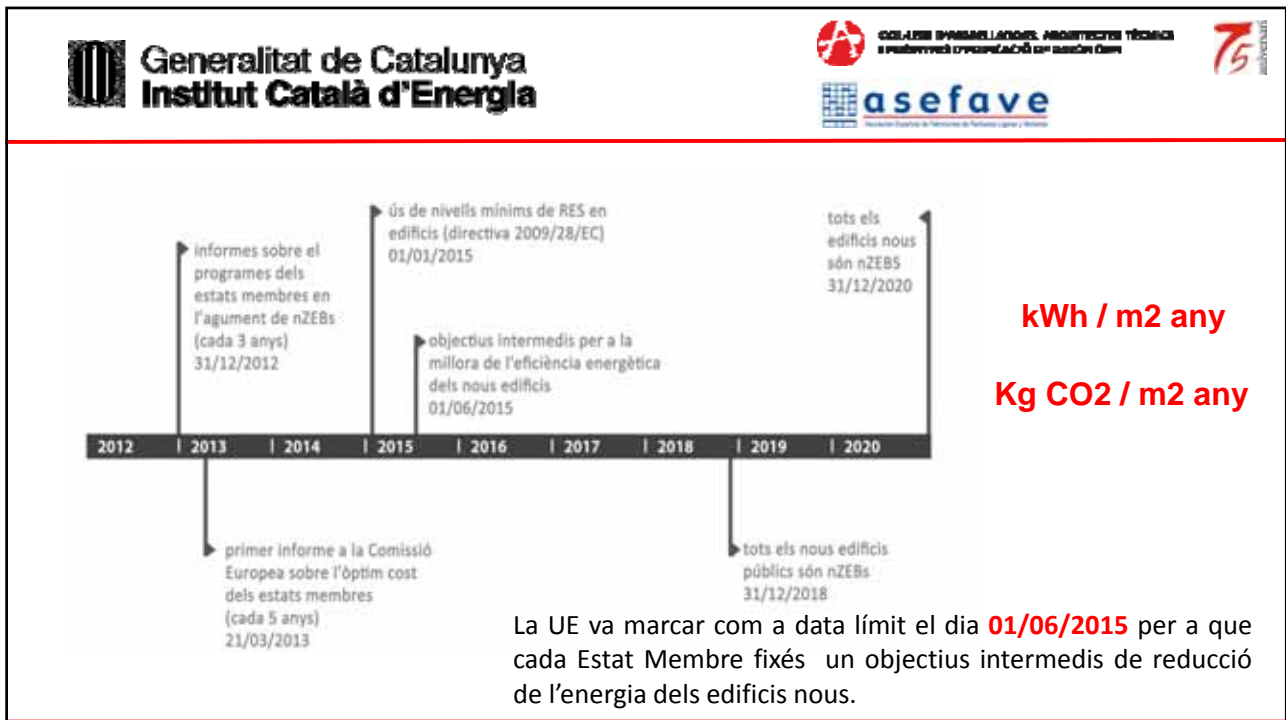 Generalitat de Catalunya
Institut Català d'Energia
asefave
75
ús de nivells mínims de RES en
edificis (directiva 2009/28/EC)
01/01/2015
informes sobre el
programes dels
estats membres en
l'agument de nZEBs
(cada 3 anys)
31/12/2012
tots els
edificis nous
són nZEBS
31/12/2020
objectius intermedis per a la
millora de l'eficiència energètica
dels nous edificis
01/06/2015
kWh / m2 any
Kg CO2 / m2 any
2012 | 2013 | 2014 | 2015 | 2016 | 2017 | 2018 | 2019 | 2020
primer informe a la Comissió
Europea sobre l'òptim cost
dels estats membres
(cada 5 anys)
21/03/2013
tots els nous edificis
públics són nZEBs
31/12/2018
La UE va marcar com a data límit el dia 01/06/2015 per a que
cada Estat Membre fixés un objectius intermedis de reducció
de l'energia dels edificis nous.